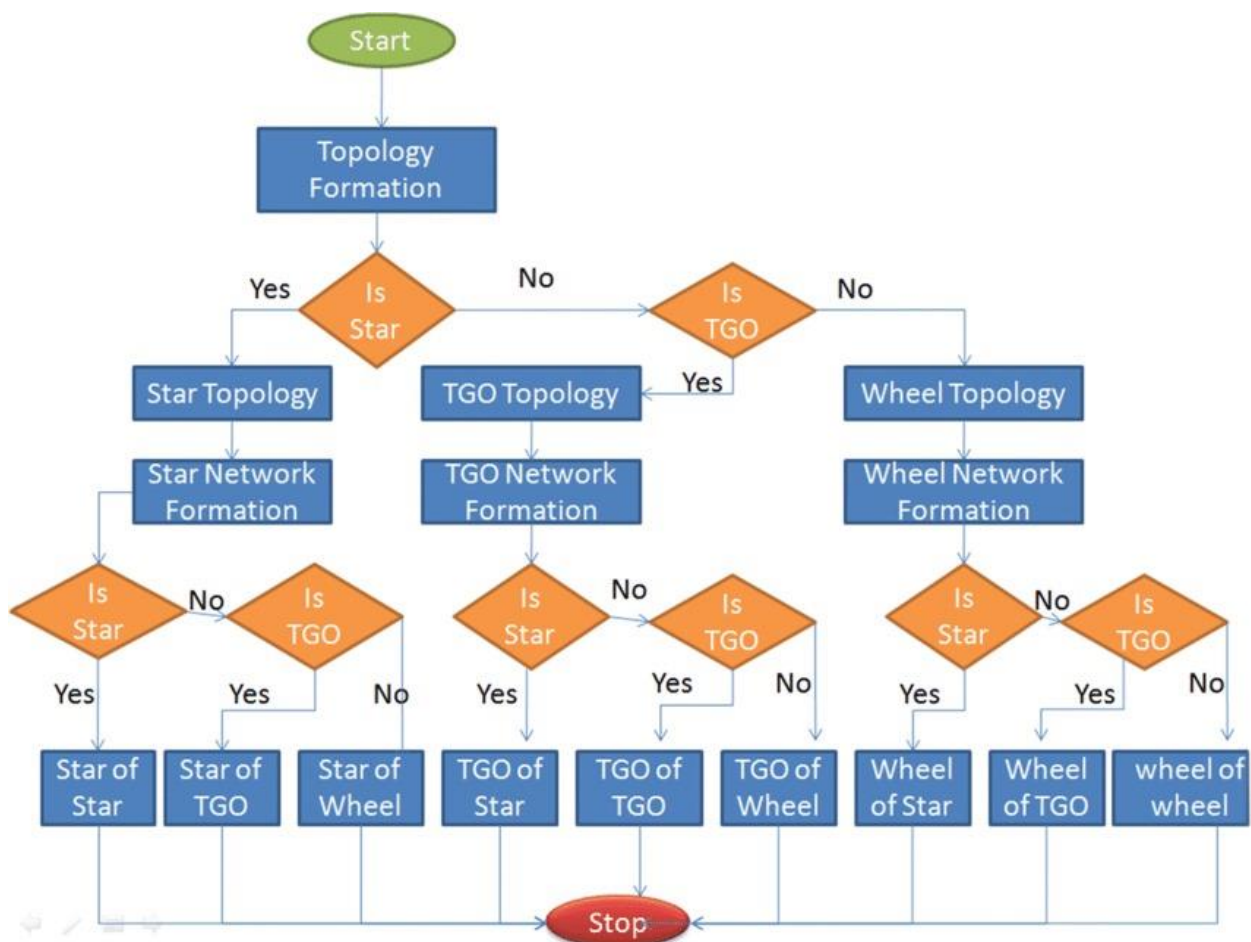 Start
Topology
Formation
Is
Star
Yes
No
Is
TGO
No
Yes
Star Topology
TGO Topology
Wheel Topology
Star Network
Formation
TGO Network
Formation
Wheel Network
Formation
Is
Star
No
Is
TGO
Is
Star
No
Is
TGO
Is
Star
No
Is
TGO
Yes
Yes
No
Yes
Yes
No
Yes
Yes
No
Star of
Star
Star of
TGO
Star of
Wheel
TGO of
Star
TGO of
TGO
TGO of
Wheel
Wheel
of Star
Wheel
of TGO
wheel of
wheel
Stop